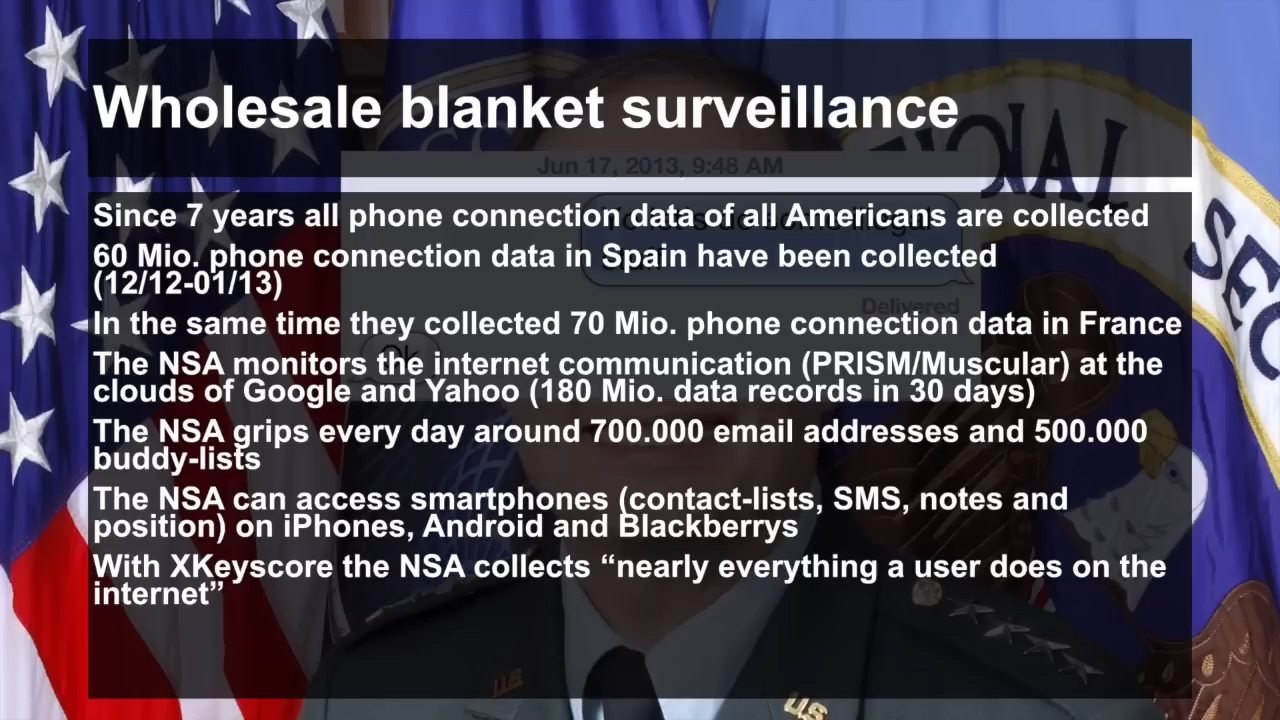 Wholesale blanket surveillance
Jun 17, 2013, 9:48 AM
Since 7 years all phone connection data of all Americans are collected
60 Mio. phone connection data in Spain have been collected
(12/12-01/13)
Delivered
In the same time they collected 70 Mio. phone connection data in France
Ok
The NSA monitors the internet communication (PRISM/Muscular) at the
clouds of Google and Yahoo (180 Mio. data records in 30 days)
The NSA grips every day around 700.000 email addresses and 500.000
buddy-lists
The NSA can access smartphones (contact-lists, SMS, notes and
position) on iPhones, Android and Blackberrys
With XKeyscore the NSA collects “nearly everything a user does on the
internet”
U.S.
U.S.